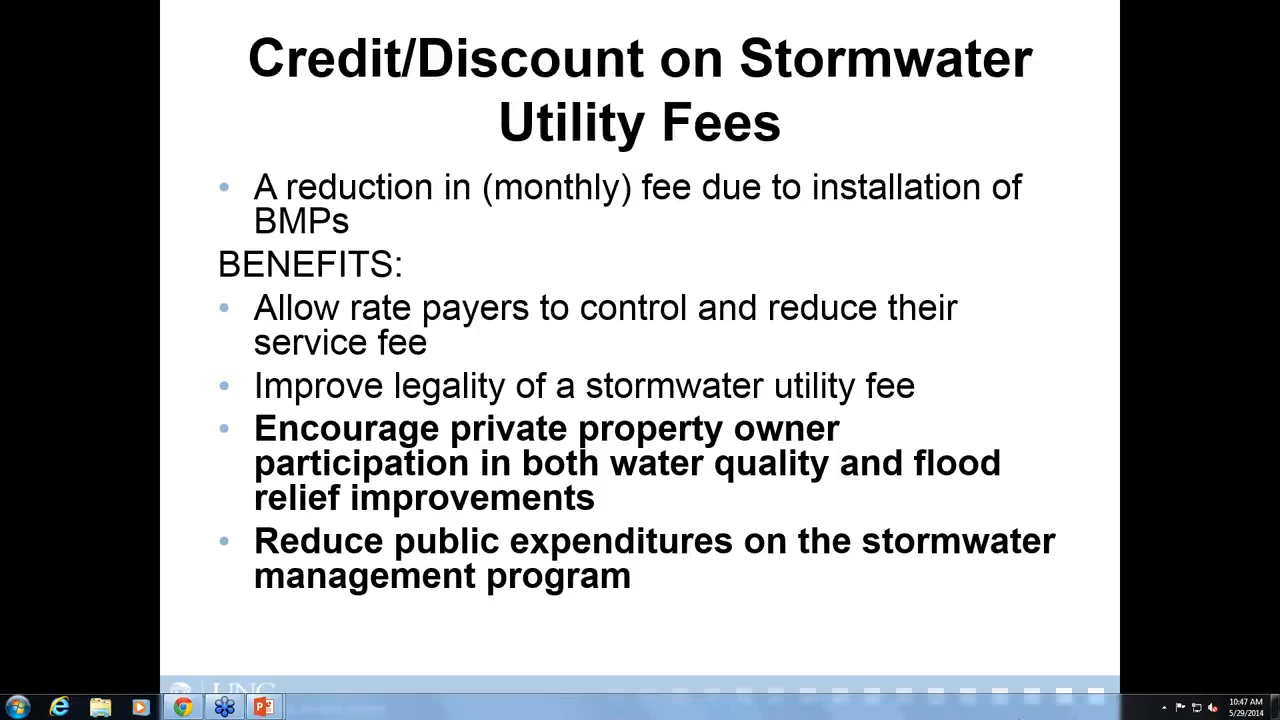 Credit/Discount on Stormwater
Utility Fees
• A reduction in (monthly) fee due to installation of
BMPs
BENEFITS:
• Allow rate payers to control and reduce their
service fee
• Improve legality of a stormwater utility fee
• Encourage private property owner
participation in both water quality and flood
relief improvements
• Reduce public expenditures on the stormwater
management program
UNC
10:47 AM
5/29/2014